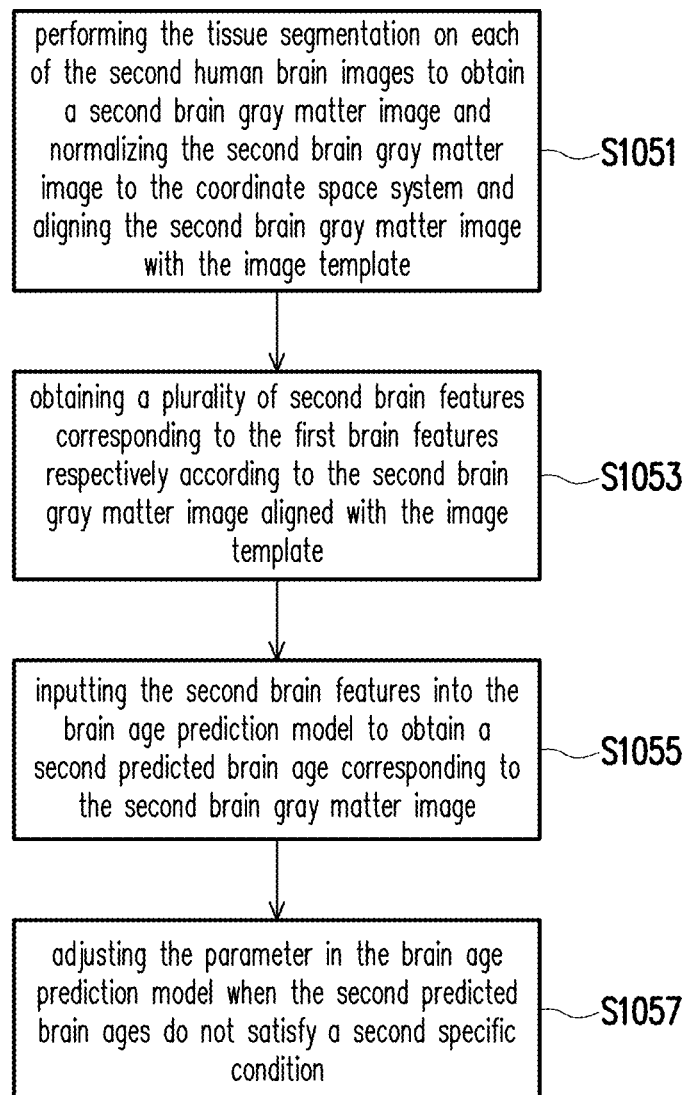 performing the tissue segmentation on each
of the second human brain images to obtain
a second brain gray matter image and
normalizing the second brain gray matter
image to the coordinate space system and
aligning the second brain gray matter image
with the image template
S1051
obtaining a plurality of second brain features
corresponding to the first brain features
respectively according to the second brain
gray matter image aligned with the image
template
S1053
inputting the second brain features into the
brain age prediction model to obtain a
second predicted brain age corresponding to
the second brain gray matter image
S1055
adjusting the parameter in the brain age
prediction model when the second predicted
brain ages do not satisfy a second specific
condition
S1057